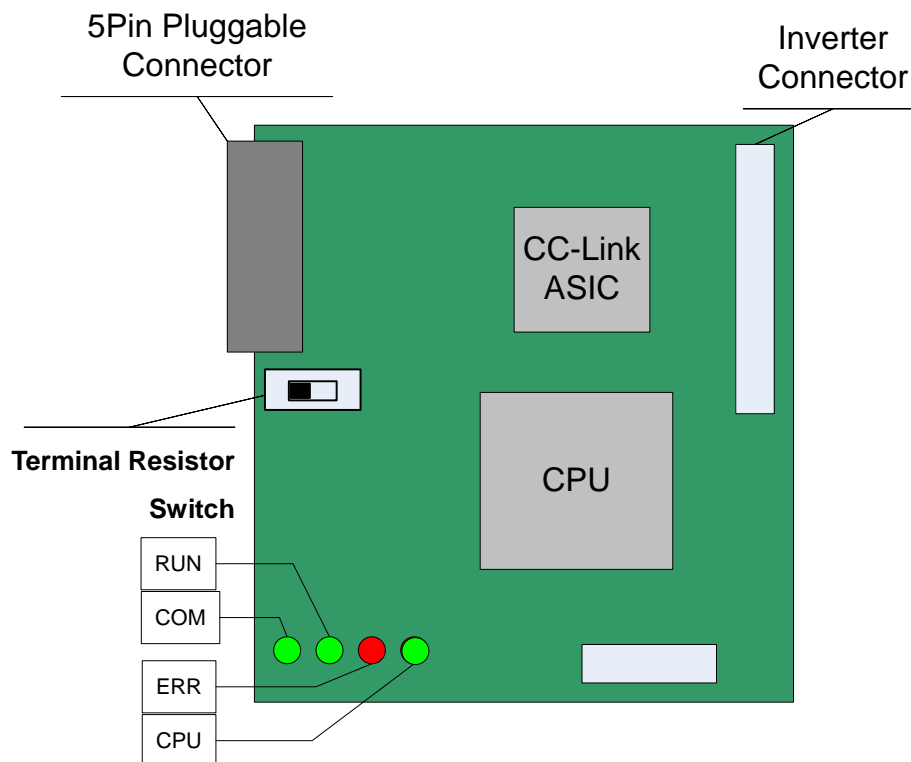 5Pin Pluggable
Connector
Inverter
Connector
CC-Link
ASIC
Terminal Resistor
Switch
CPU
RUN
COM
ERR
CPU